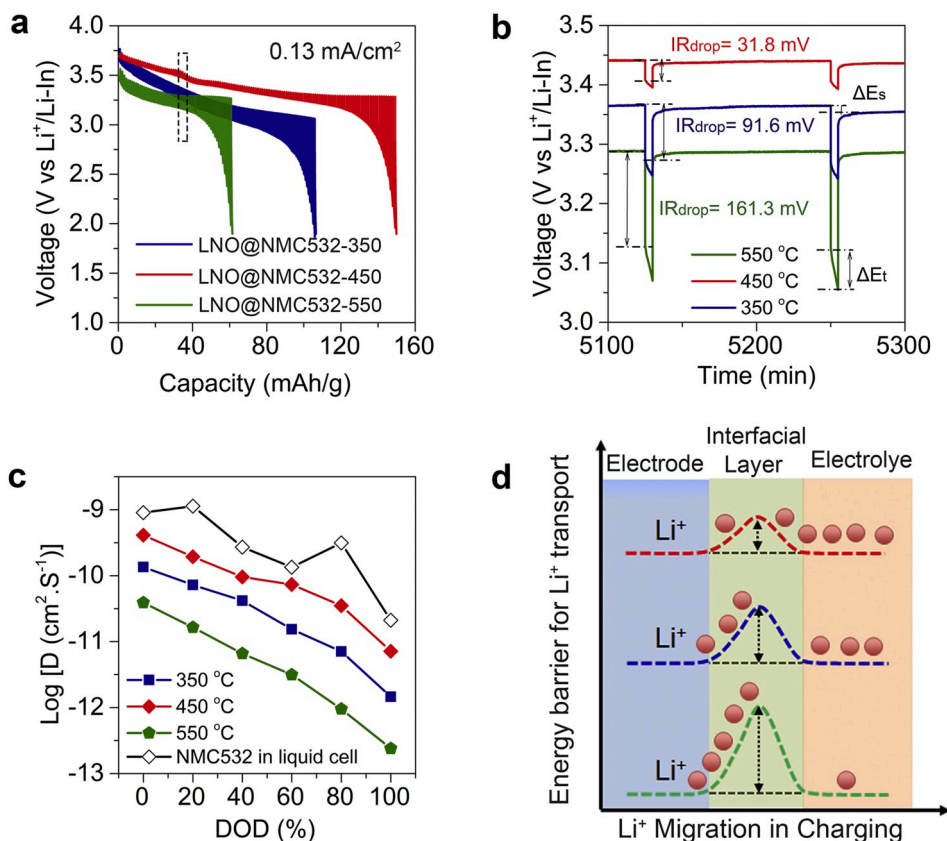 a
0.13 mA/cm²
Voltage (V vs Li⁺/Li-In)
4.0
3.5
3.0
2.5
2.0
1.5
1.0
LNO@NMC532-350
LNO@NMC532-450
LNO@NMC532-550
0 40 80 120 160
Capacity (mAh/g)
b
Voltage (V vs Li⁺/Li-In)
3.5
3.4
3.3
3.2
3.1
3.0
IRdrop= 31.8 mV
ΔEs
IRdrop= 91.6 mV
IRdrop= 161.3 mV
ΔEt
550 °C
450 °C
350 °C
5100 5200 5300
Time (min)
c
Log [D (cm².S⁻¹)]
-9
-10
-11
-12
-13
350 °C
450 °C
550 °C
NMC532 in liquid cell
0 20 40 60 80 100
DOD (%)
d
Energy barrier for Li⁺ transport
Interfacial
Electrode Layer Electrolye
Li⁺
Li⁺
Li⁺
Li⁺ Migration in Charging